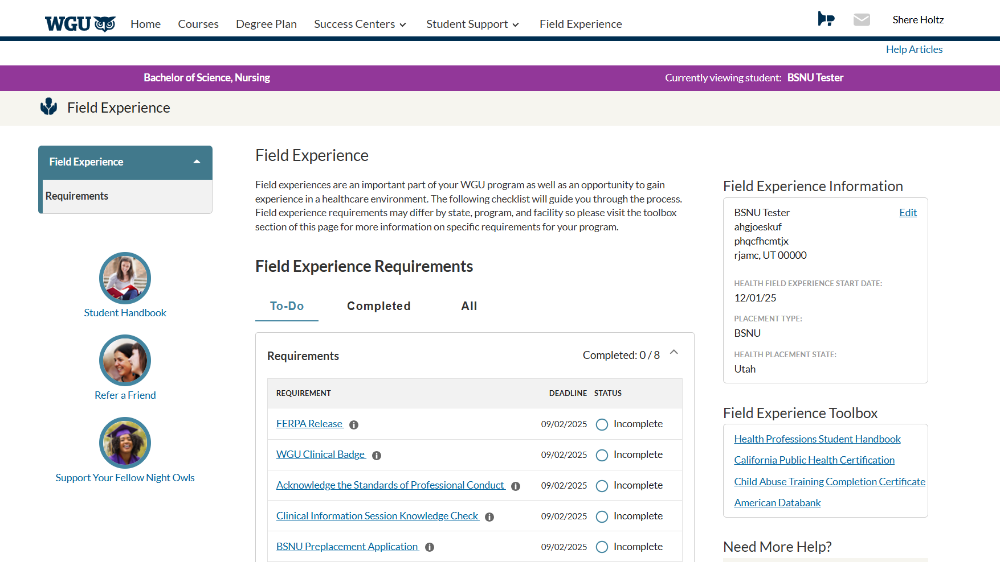 WGU Home Courses Degree Plan Success Centers Student Support Field Experience Shere Holtz
Help Articles
Bachelor of Science, Nursing Currently viewing student: BSNU Tester
Field Experience
Field Experience
Requirements
Student Handbook
Refer a Friend
Support Your Fellow Night Owls
Field Experience
Field experiences are an important part of your WGU program as well as an opportunity to gain
experience in a healthcare environment. The following checklist will guide you through the process.
Field experience requirements may differ by state, program, and facility so please visit the toolbox
section of this page for more information on specific requirements for your program.
Field Experience Requirements
To-Do Completed All
Requirements Completed: 0 / 8
REQUIREMENT DEADLINE STATUS
FERPA Release 09/02/2025 Incomplete
WGU Clinical Badge 09/02/2025 Incomplete
Acknowledge the Standards of Professional Conduct 09/02/2025 Incomplete
Clinical Information Session Knowledge Check 09/02/2025 Incomplete
BSNU Preplacement Application 09/02/2025 Incomplete
Field Experience Information
BSNU Tester Edit
ahgjoeskuf
phqcfhcmtjx
rjamc, UT 00000
HEALTH FIELD EXPERIENCE START DATE:
12/01/25
PLACEMENT TYPE:
BSNU
HEALTH PLACEMENT STATE:
Utah
Field Experience Toolbox
Health Professions Student Handbook
California Public Health Certification
Child Abuse Training Completion Certificate
American Databank
Need More Help?